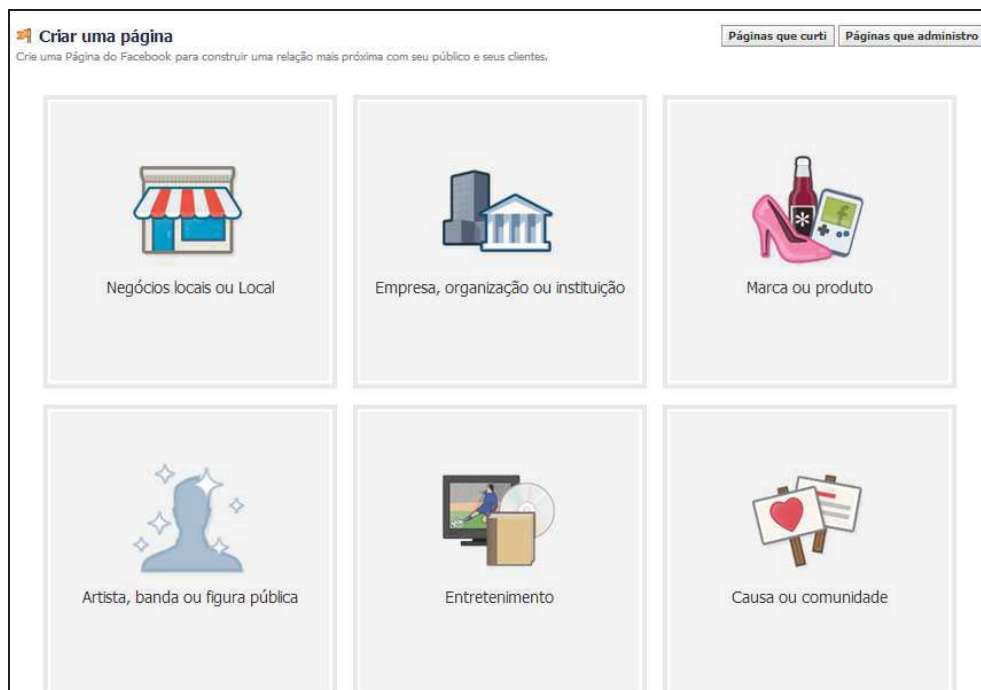 Criar uma página
Páginas que curti Páginas que administro
Crie uma Página do Facebook para construir uma relação mais próxima com seu público e seus clientes.
Negócios locais ou Local
Empresa, organização ou instituição
Marca ou produto
Artista, banda ou figura pública
Entretenimento
Causa ou comunidade